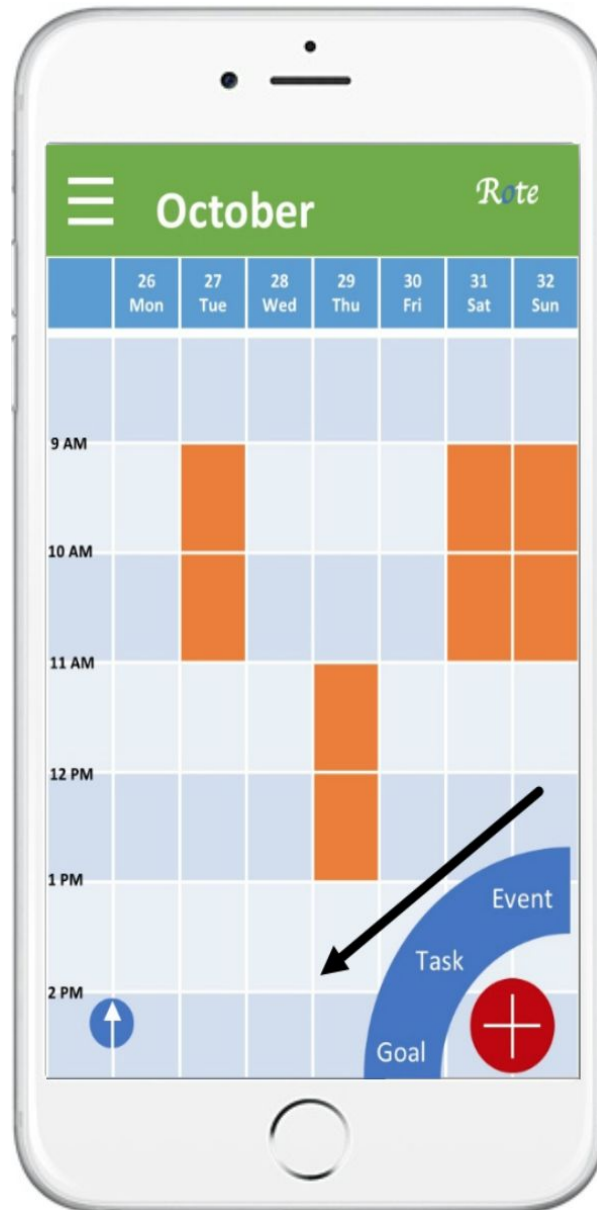 October
Rote
26 27 28 29 30 31 32
Mon Tue Wed Thu Fri Sat Sun
9 AM
10 AM
11 AM
12 PM
1 PM
Event
Task
2 PM
Goal